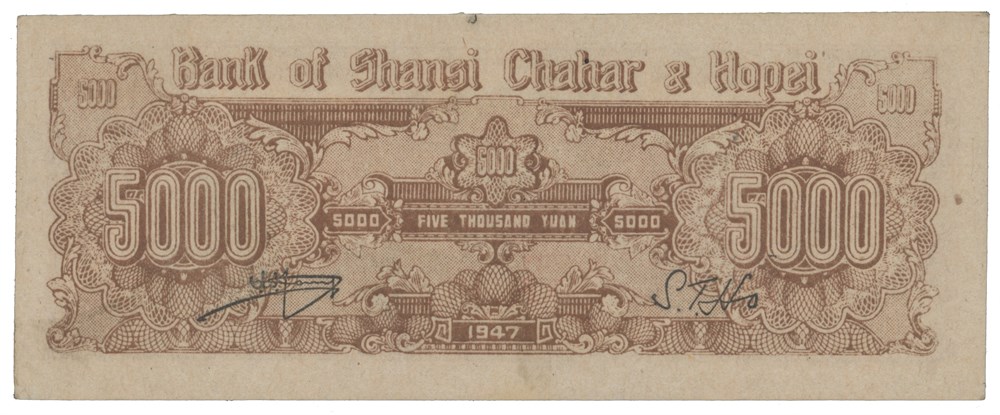 Bank of Shansi Chahar & Hopei
5000 5000
5000
5000 5000
5000 FIVE THOUSAND YUAN 5000
S. T. Ho
1947